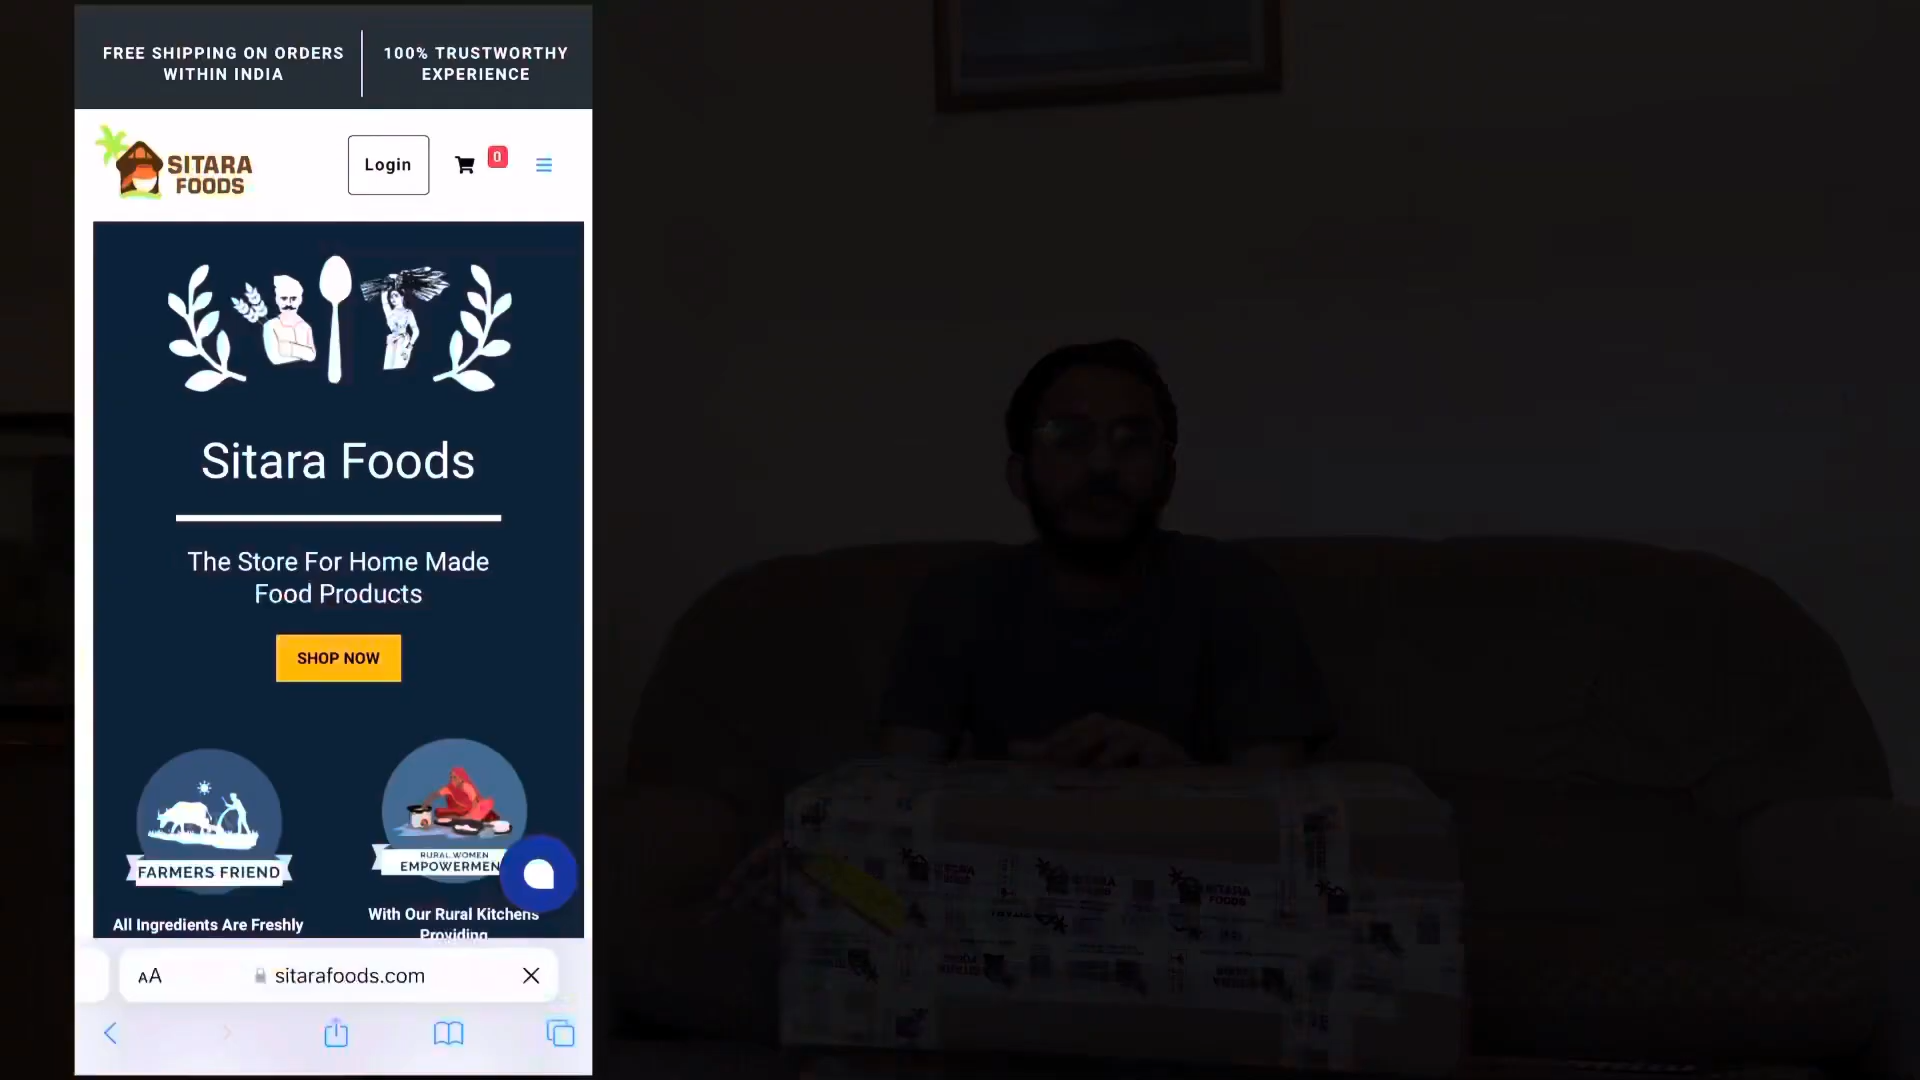 FREE SHIPPING ON ORDERS
WITHIN INDIA
100% TRUSTWORTHY
EXPERIENCE
SITARA
FOODS
Login
0
Sitara Foods
The Store For Home Made
Food Products
SHOP NOW
FARMERS FRIEND
RURAL WOMEN
EMPOWERMEN
All Ingredients Are Freshly
With Our Rural Kitchens
Providing
AA
sitarafoods.com
SITARA
FOODS